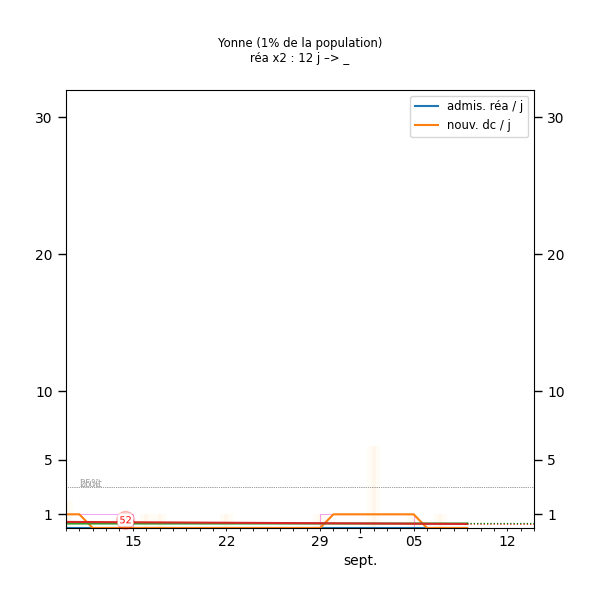 Yonne (1% de la population)
réa x2 : 12 j –> _
admis. réa / j
nouv. dc / j
30 30
20 20
10 10
5 5
1 1
52
15 22 29 - 05 12
sept.